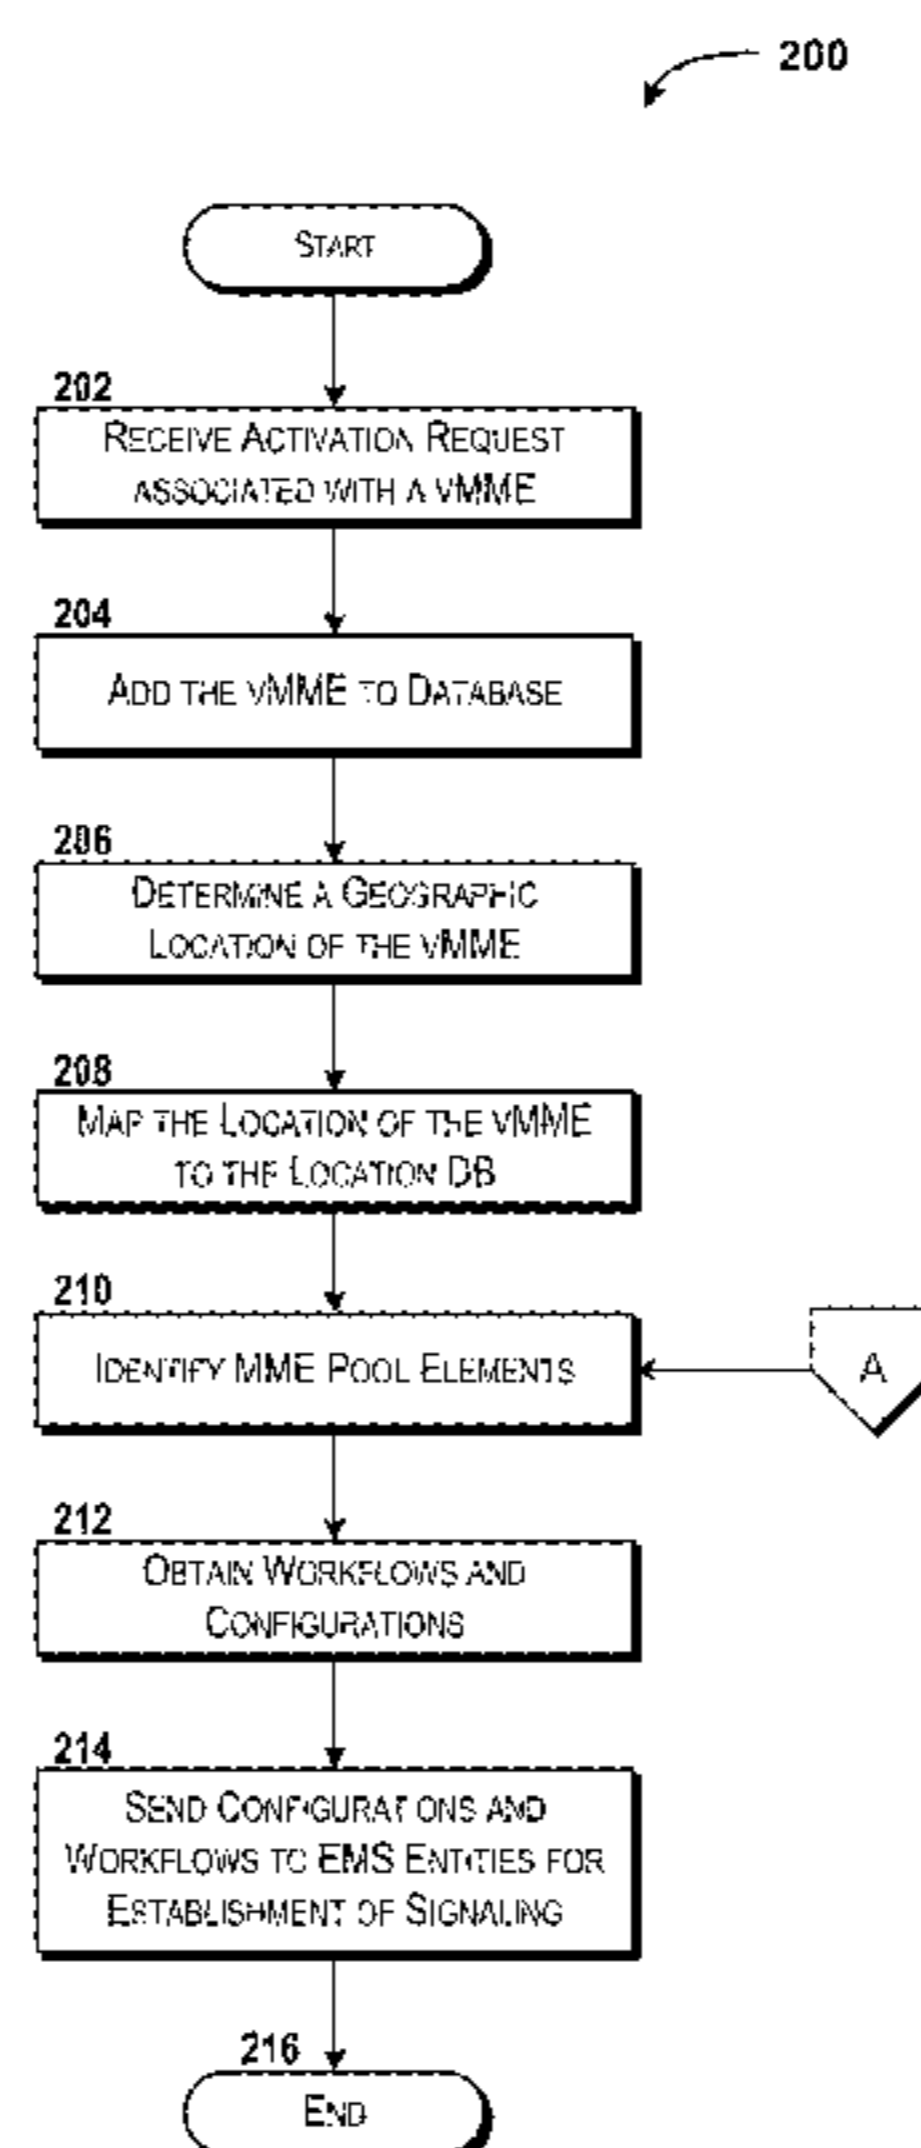 200
START
202
RECEIVE ACTIVATION REQUEST
ASSOCIATED WITH A VMME
204
ADD THE VMME TO DATABASE
206
DETERMINE A GEOGRAPHIC
LOCATION OF THE VMME
208
MAP THE LOCATION OF THE VMME
TO THE LOCATION DB
210
IDENTIFY MME POOL ELEMENTS
A
212
OBTAIN WORKFLOWS AND
CONFIGURATIONS
214
SEND CONFIGURATIONS AND
WORKFLOWS TO EMS ENTITIES FOR
ESTABLISHMENT OF SIGNALING
216
END